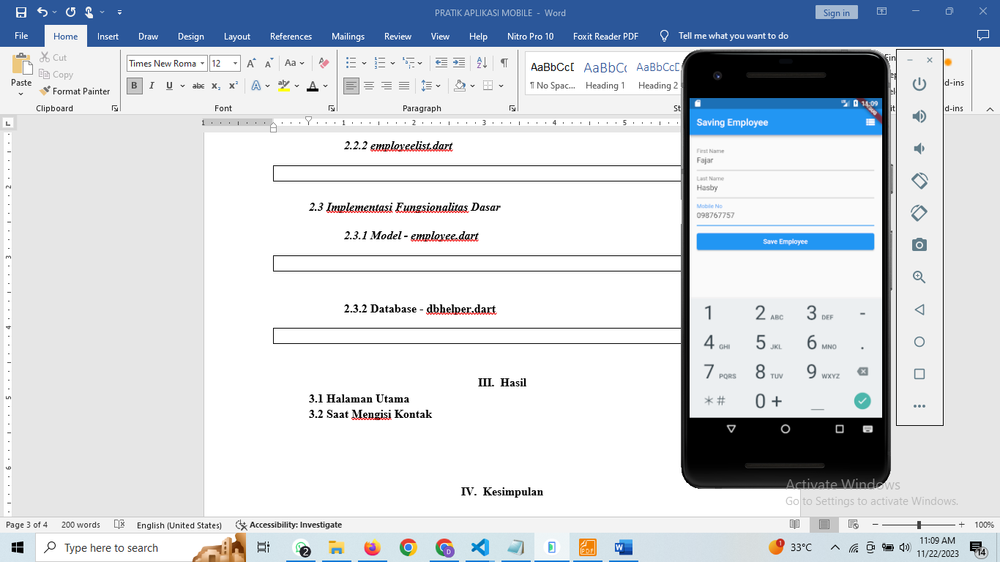 PRATIK APLIKASI MOBILE - Word
Sign in
File Home Insert Draw Design Layout References Mailings Review View Help Nitro Pro 10 Foxit Reader PDF Tell me what you want to do
Paste
Cut
Copy
Format Painter
Clipboard
Times New Roma 12
Font
Paragraph
AaBbCcD AaBbCc AaBbCcD
¶ No Spac... Heading 1 Heading 2
d-ins
d-ins
2.2.2 employeelist.dart
2.3 Implementasi Fungsionalitas Dasar
2.3.1 Model - employee.dart
2.3.2 Database - dbhelper.dart
III. Hasil
3.1 Halaman Utama
3.2 Saat Mengisi Kontak
IV. Kesimpulan
11:09
Saving Employee
First Name
Fajar
Last Name
Hasby
Mobile No
098767757
Save Employee
1 2 ABC 3 DEF -
4 GHI 5 JKL 6 MNO .
7 PQRS 8 TUV 9 WXYZ
*# 0 + _
Activate Windows
Go to Settings to activate Windows.
Page 3 of 4 200 words English (United States) Accessibility: Investigate 100%
Type here to search
33°C
11:09 AM
11/22/2023
14